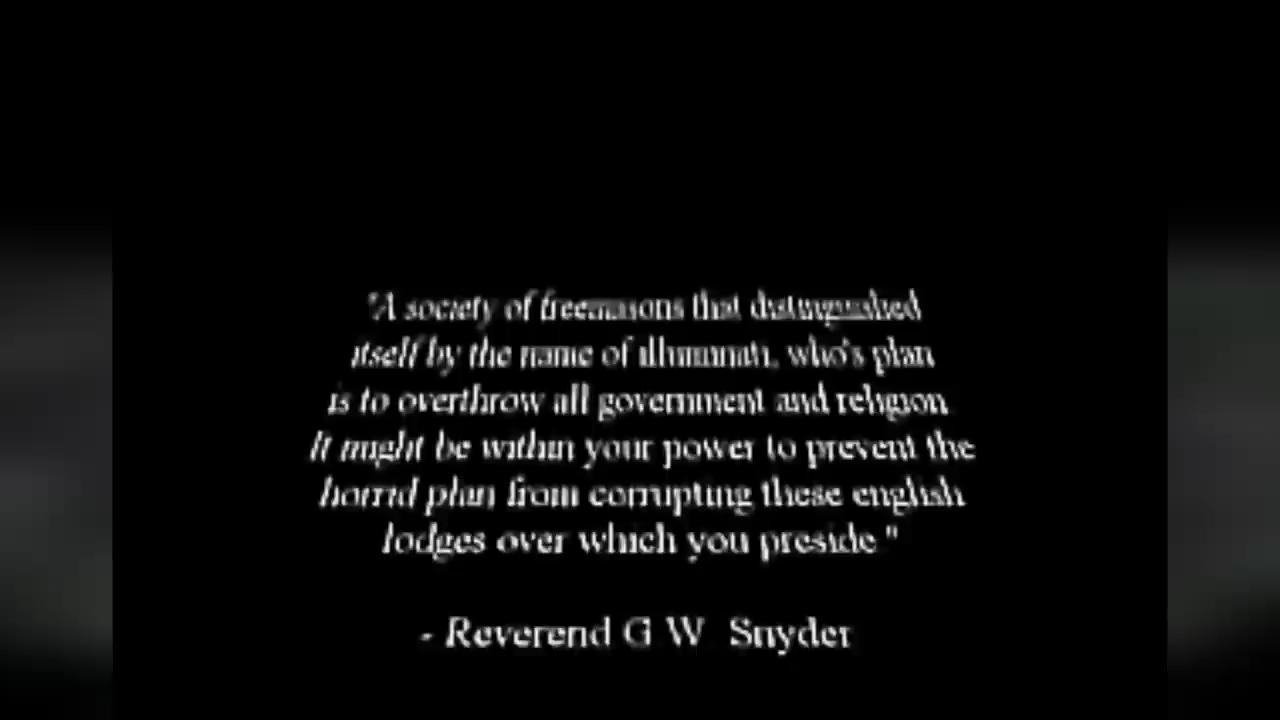 "A society of freemasons that distinguished
itself by the name of illuminati, who's plan
is to overthrow all government and religion
It might be within your power to prevent the
horrid plan from corrupting these english
lodges over which you preside."
- Reverend G W Snyder